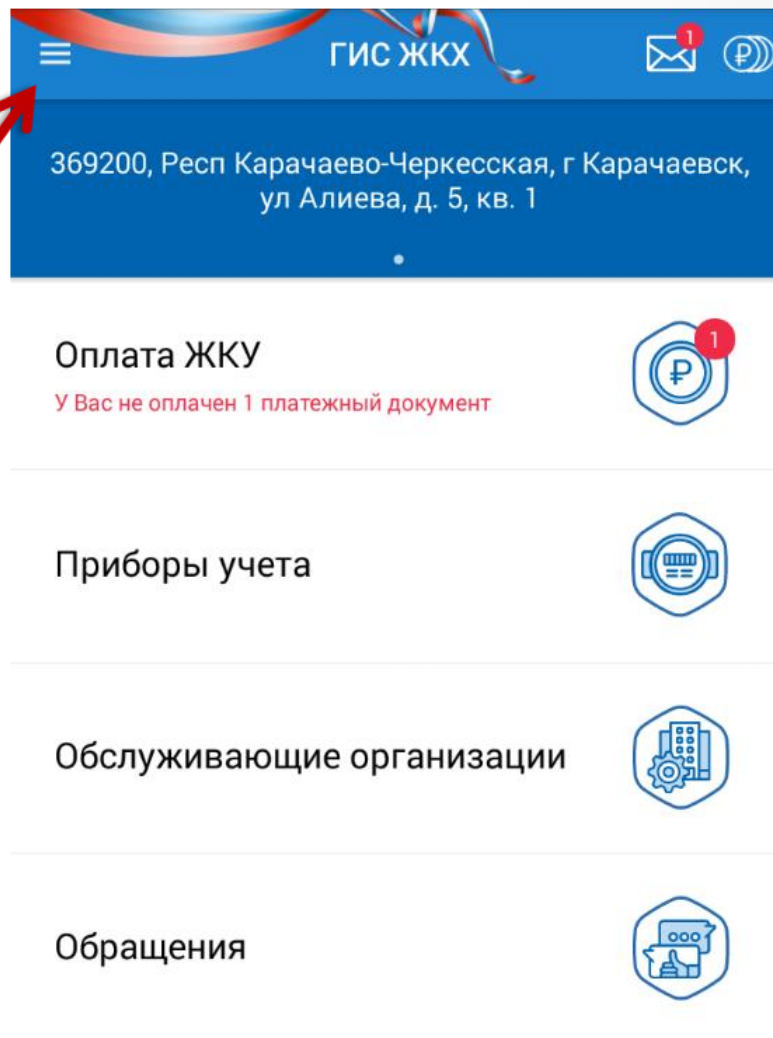 ГИС ЖКХ
1
369200, Респ Карачаево-Черкесская, г Карачаевск,
ул Алиева, д. 5, кв. 1
Оплата ЖКУ
1
У Вас не оплачен 1 платежный документ
Приборы учета
Обслуживающие организации
Обращения